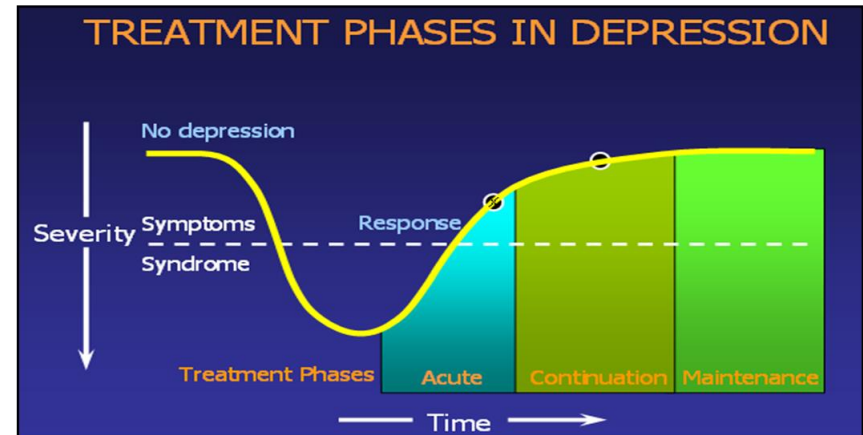 TREATMENT PHASES IN DEPRESSION
No depression
Severity
Symptoms
Response
Syndrome
Treatment Phases
Acute
Continuation
Maintenance
Time